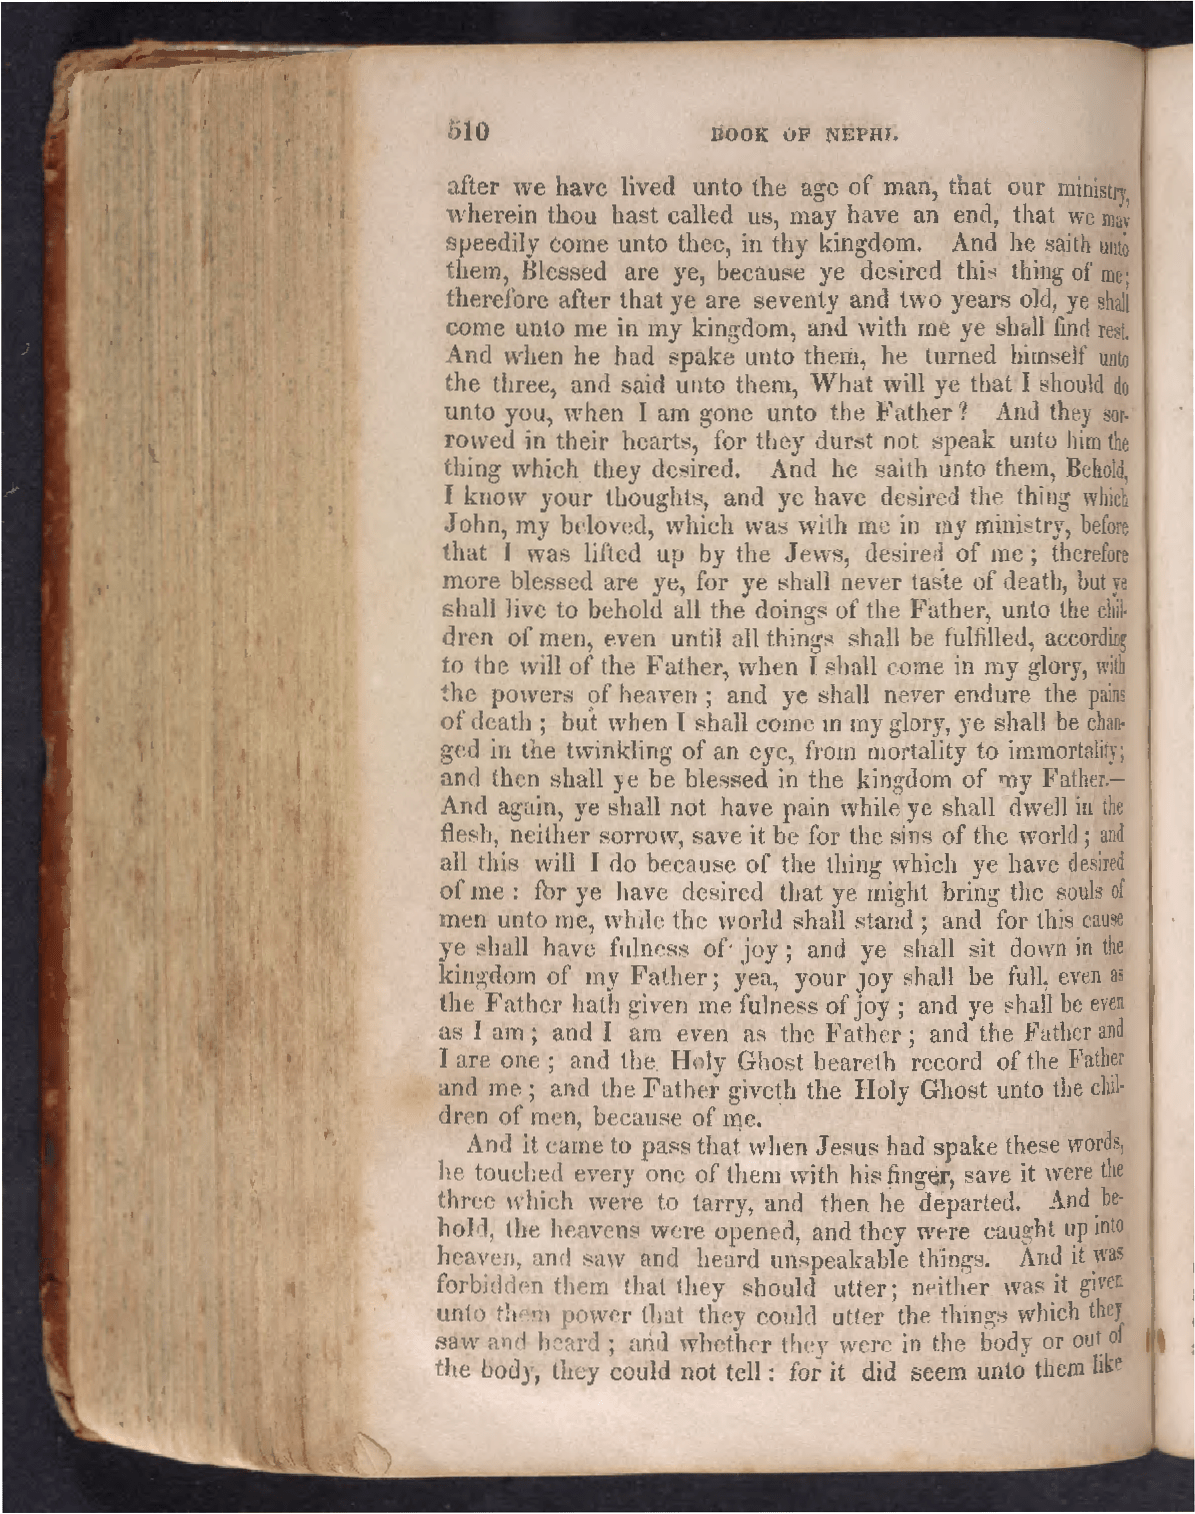 510 BOOK OF NEPHI.
after we have lived unto the age of man, that our ministry,
wherein thou hast called us, may have an end, that we may
speedily come unto thee, in thy kingdom. And he saith unto
them, Blessed are ye, because ye desired this thing of me;
therefore after that ye are seventy and two years old, ye shall
come unto me in my kingdom, and with me ye shall find rest.
And when he had spake unto them, he turned himself unto
the three, and said unto them, What will ye that I should do
unto you, when I am gone unto the Father? And they sor-
rowed in their hearts, for they durst not speak unto him the
thing which they desired. And he saith unto them, Behold,
I know your thoughts, and ye have desired the thing which
John, my beloved, which was with me in my ministry, before
that I was lifted up by the Jews, desired of me; therefore
more blessed are ye, for ye shall never taste of death, but ye
shall live to behold all the doings of the Father, unto the chil-
dren of men, even until all things shall be fulfilled, according
to the will of the Father, when I shall come in my glory, with
the powers of heaven; and ye shall never endure the pains
of death; but when I shall come in my glory, ye shall be chan-
ged in the twinkling of an eye, from mortality to immortality;
and then shall ye be blessed in the kingdom of my Father.—
And again, ye shall not have pain while ye shall dwell in the
flesh, neither sorrow, save it be for the sins of the world; and
all this will I do because of the thing which ye have desired
of me: for ye have desired that ye might bring the souls of
men unto me, while the world shall stand; and for this cause
ye shall have fulness of joy; and ye shall sit down in the
kingdom of my Father; yea, your joy shall be full, even as
the Father hath given me fulness of joy; and ye shall be even
as I am; and I am even as the Father; and the Father and
I are one; and the Holy Ghost beareth record of the Father
and me; and the Father giveth the Holy Ghost unto the chil-
dren of men, because of me.
And it came to pass that when Jesus had spake these words,
he touched every one of them with his finger, save it were the
three which were to tarry, and then he departed. And be-
hold, the heavens were opened, and they were caught up into
heaven, and saw and heard unspeakable things. And it was
forbidden them that they should utter; neither was it given
unto them power that they could utter the things which they
saw and heard; and whether they were in the body or out of
the body, they could not tell: for it did seem unto them like